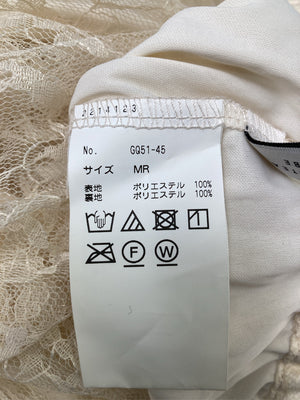 2214123
No. GQ51-45
サイズ MR
表地 ポリエステル 100%
裏地 ポリエステル 100%
F W